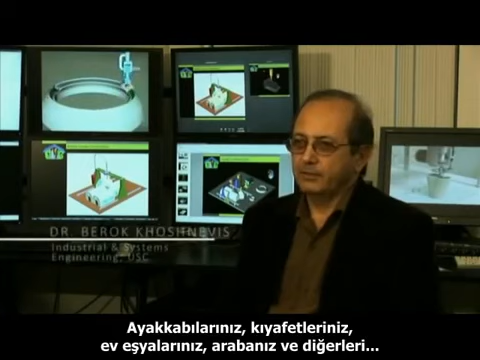 DR. BEROK KHOSHNEVIS
Industrial & Systems
Engineering, USC
Ayakkabılarınız, kıyafetleriniz,
ev eşyalarınız, arabanız ve diğerleri...